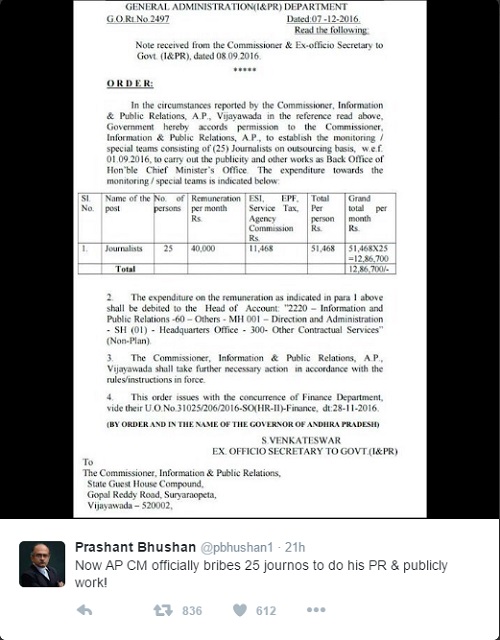 GENERAL ADMINISTRATION(I&PR) DEPARTMENT
G.O.Rt.No.2497 Dated:07 -12-2016.
Read the following:
Note received from the Commissioner & Ex-officio Secretary to
Govt. (I&PR), dated 08.09.2016.
*****
O R D E R:
In the circumstances reported by the Commissioner, Information
& Public Relations, A.P., Vijayawada in the reference read above,
Government hereby accords permission to the Commissioner,
Information & Public Relations, A.P., to establish the monitoring /
special teams consisting of (25) Journalists on outsourcing basis, w.e.f.
01.09.2016, to carry out the publicity and other works as Back Office of
Hon'ble Chief Minister's Office. The expenditure towards the
monitoring / special teams is indicated below:
Sl. No. Name of the post No. of persons Remuneration per month Rs. ESI, EPF, Service Tax, Agency Commission Rs. Total Per person Rs. Grand total per month Rs.
1. Journalists 25 40,000 11,468 51,468 51,468X25 =12,86,700
Total 12,86,700/-
2. The expenditure on the remuneration as indicated in para 1 above
shall be debited to the Head of Account: "2220 – Information and
Public Relations -60 – Others - MH 001 – Direction and Administration
- SH (01) - Headquarters Office - 300- Other Contractual Services"
(Non-Plan).
3. The Commissioner, Information & Public Relations, A.P.,
Vijayawada shall take further necessary action in accordance with the
rules/instructions in force.
4. This order issues with the concurrence of Finance Department,
vide their U.O.No.31025/206/2016-SO(HR-II)-Finance, dt:28-11-2016.
(BY ORDER AND IN THE NAME OF THE GOVERNOR OF ANDHRA PRADESH)
S.VENKATESWAR
EX. OFFICIO SECRETARY TO GOVT.(I&PR)
To
The Commissioner, Information & Public Relations,
State Guest House Compound,
Gopal Reddy Road, Suryaraopeta,
Vijayawada – 520002,
Prashant Bhushan @pbhushan1 · 21h
Now AP CM officially bribes 25 journos to do his PR & publicly
work!
836 612